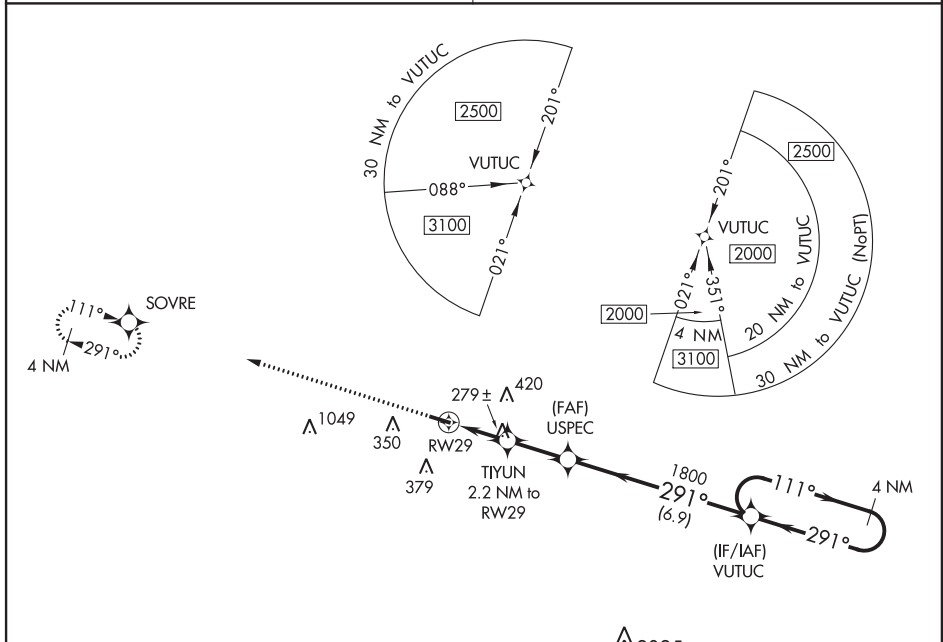 30 NM to VUTUC
2500
201°
VUTUC
088°
3100
021°
2500
201°
VUTUC
2000
021°
351°
2000
4 NM
3100
20 NM to VUTUC
30 NM to VUTUC (NoPT)
SOVRE
111°
291°
4 NM
279 ±
420
1049
350
379
RW29
TIYUN
2.2 NM to
RW29
(FAF)
USPEC
1800
291°
(6.9)
111°
4 NM
291°
(IF/IAF)
VUTUC